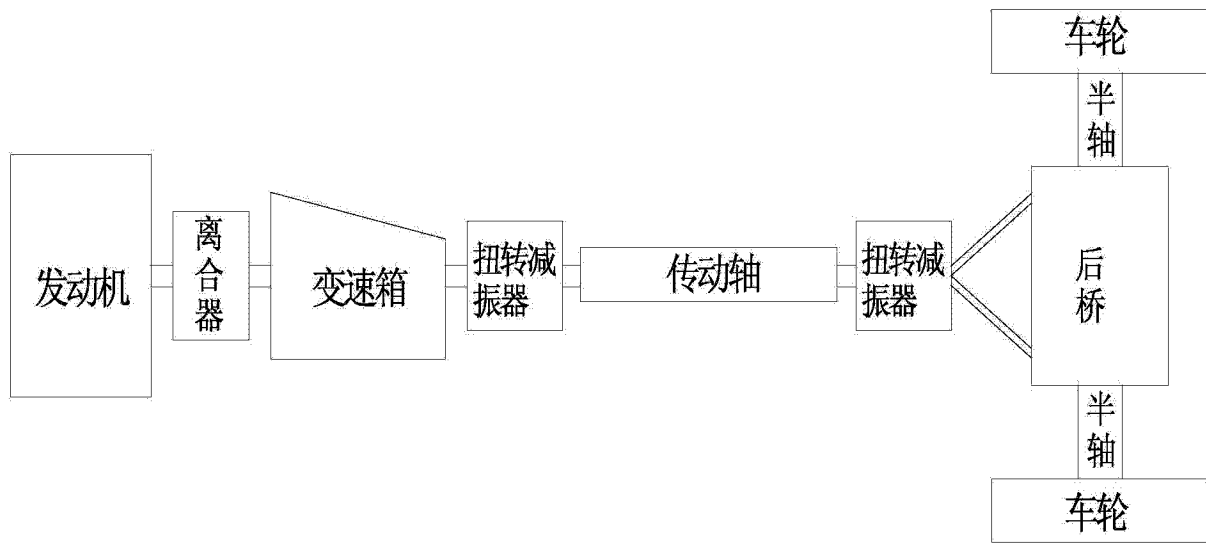 车轮
半
轴
发动机
离
合
器
变速箱
扭转减
振器
传动轴
扭转减
振器
后
桥
半
轴
车轮